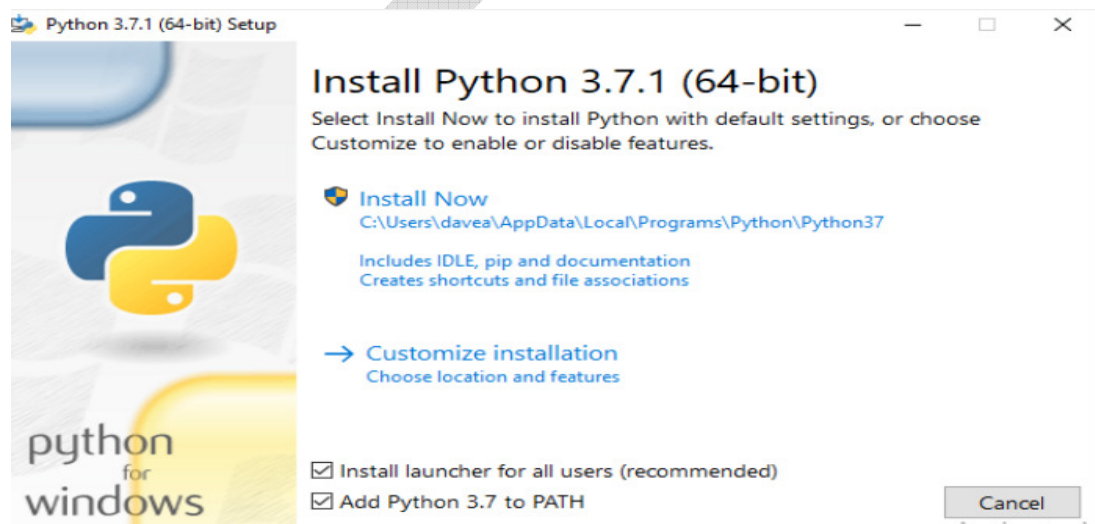 Python 3.7.1 (64-bit) Setup
Install Python 3.7.1 (64-bit)
Select Install Now to install Python with default settings, or choose
Customize to enable or disable features.
Install Now
C:\Users\davea\AppData\Local\Programs\Python\Python37
Includes IDLE, pip and documentation
Creates shortcuts and file associations
Customize installation
Choose location and features
python
for
windows
Install launcher for all users (recommended)
Add Python 3.7 to PATH
Cancel